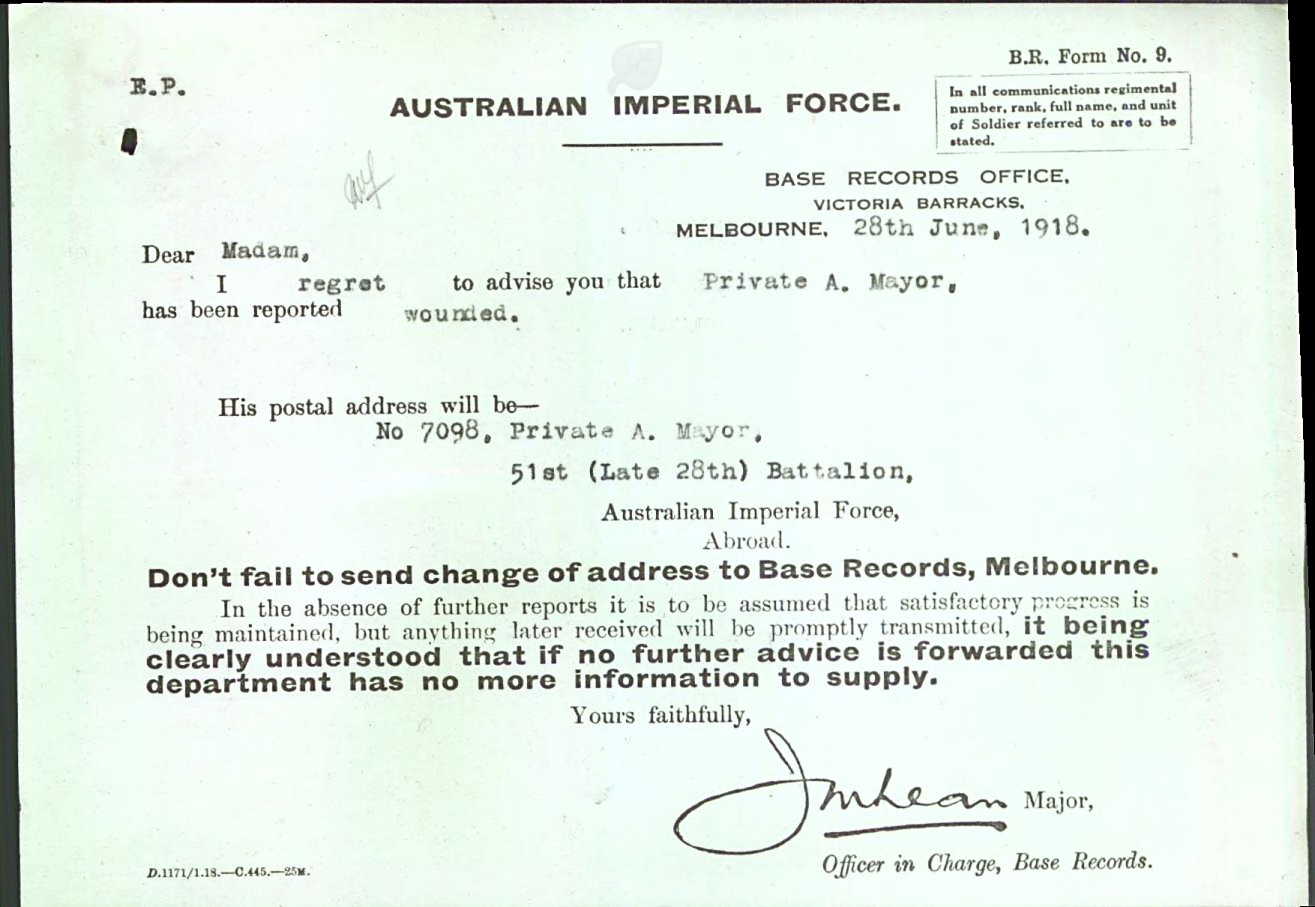 B.R. Form No. 9.
E.P.
AUSTRALIAN IMPERIAL FORCE.
In all communications regimental
number, rank, full name, and unit
of Soldier referred to are to be
stated.
BASE RECORDS OFFICE,
VICTORIA BARRACKS,
MELBOURNE, 28th June, 1918.
Dear Madam,
I regret to advise you that Private A. Mayor,
has been reported wounded.
His postal address will be—
No 7098, Private A. Mayor,
51st (Late 28th) Battalion,
Australian Imperial Force,
Abroad.
Don't fail to send change of address to Base Records, Melbourne.
In the absence of further reports it is to be assumed that satisfactory progress is
being maintained, but anything later received will be promptly transmitted, it being
clearly understood that if no further advice is forwarded this
department has no more information to supply.
Yours faithfully,
JMLean Major,
Officer in Charge, Base Records.
D.1171/1.18.—C.445.—25M.